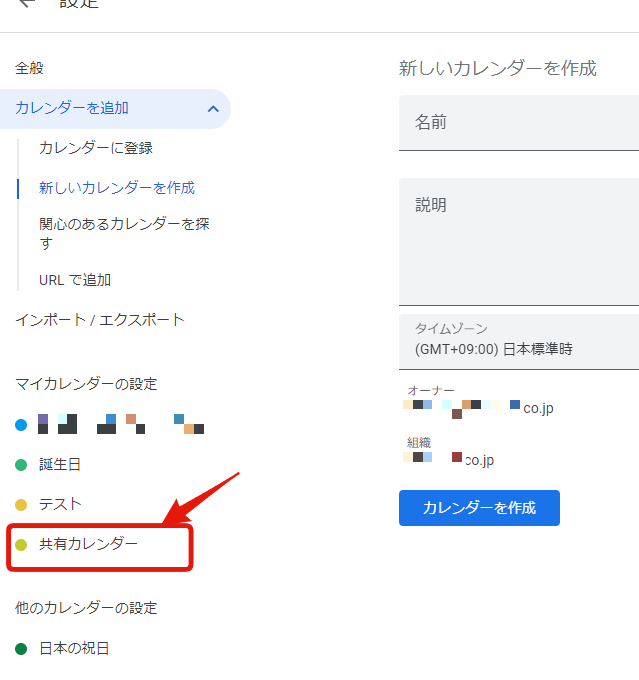 設定
全般
カレンダーを追加
カレンダーに登録
新しいカレンダーを作成
関心のあるカレンダーを探
す
URL で追加
インポート / エクスポート
マイカレンダーの設定
誕生日
テスト
共有カレンダー
他のカレンダーの設定
日本の祝日
新しいカレンダーを作成
名前
説明
タイムゾーン
(GMT+09:00) 日本標準時
オーナー
co.jp
組織
co.jp
カレンダーを作成